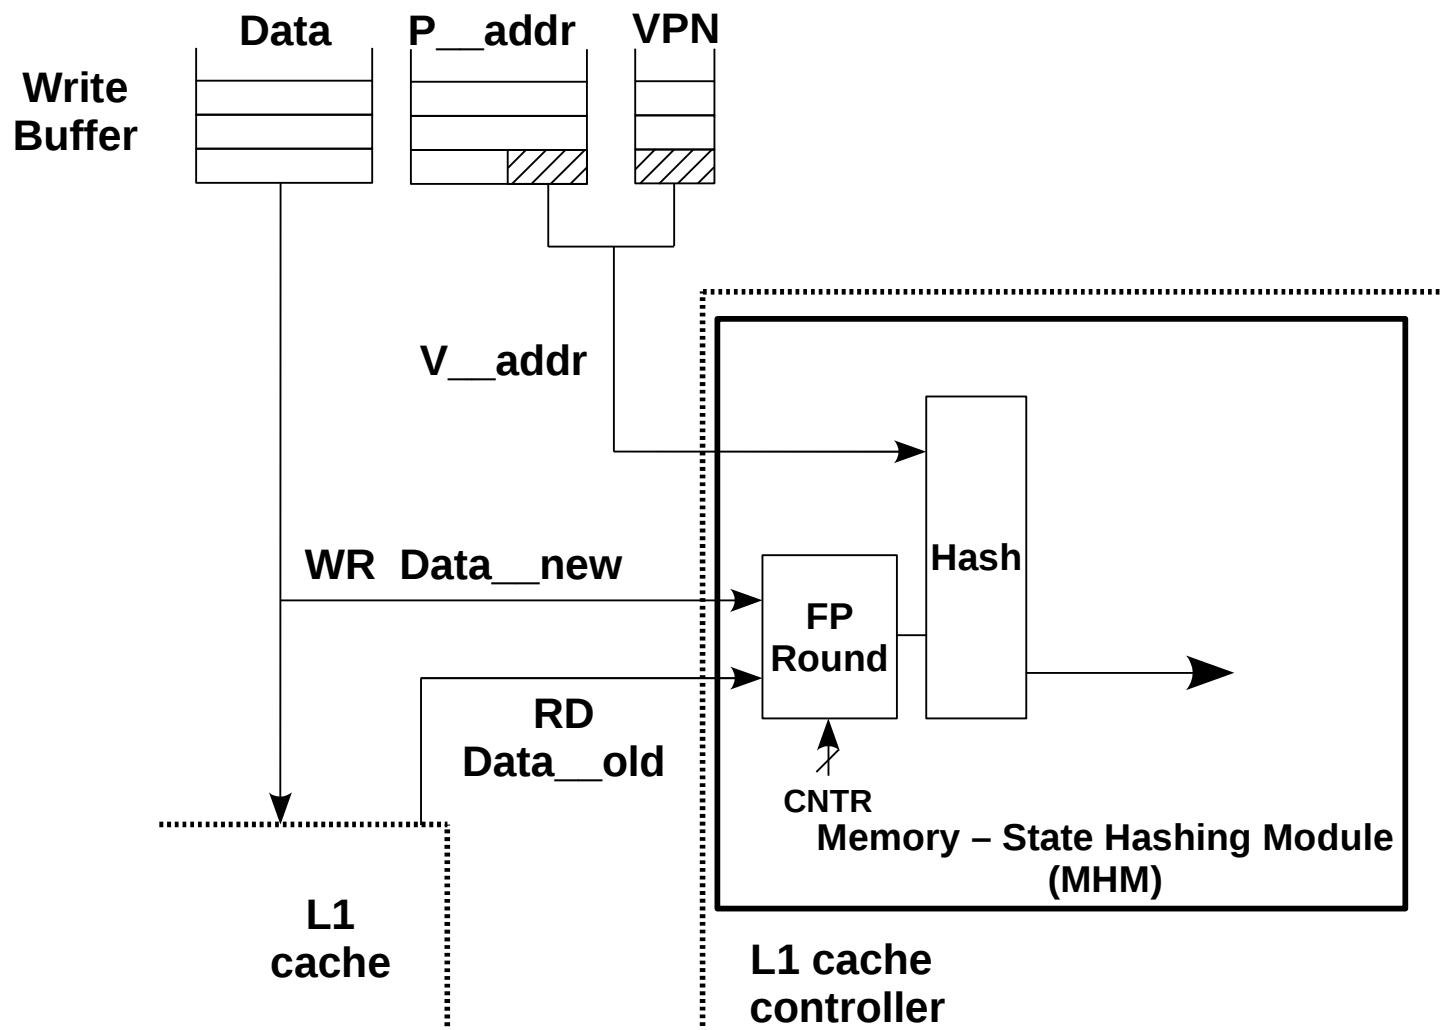 Data
P__addr
VPN
Write
Buffer
V__addr
Hash
WR Data__new
FP
Round
RD
Data__old
CNTR
Memory – State Hashing Module
(MHM)
L1
cache
L1 cache
controller